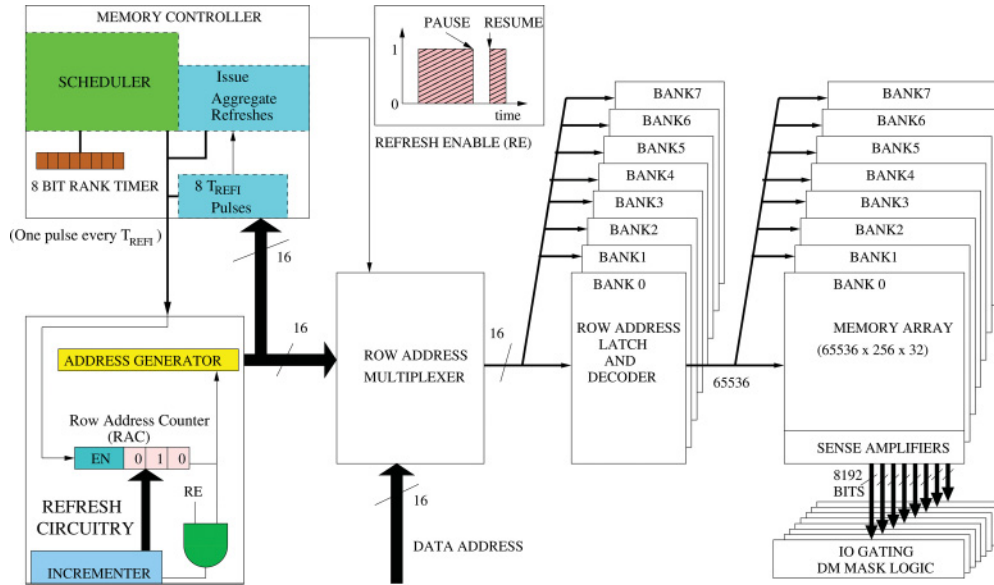 MEMORY CONTROLLER
SCHEDULER
Issue
Aggregate
Refreshes
8 BIT RANK TIMER
8 TREFI
Pulses
(One pulse every TREFI )
16
PAUSE
RESUME
1
0
time
REFRESH ENABLE (RE)
ADDRESS GENERATOR
Row Address Counter
(RAC)
EN 0 1 0
RE
REFRESH
CIRCUITRY
INCREMENTER
16
ROW ADDRESS
MULTIPLEXER
16
DATA ADDRESS
16
BANK7
BANK6
BANK5
BANK4
BANK3
BANK2
BANK1
BANK 0
ROW ADDRESS
LATCH
AND
DECODER
65536
BANK7
BANK6
BANK5
BANK4
BANK3
BANK2
BANK1
BANK 0
MEMORY ARRAY
(65536 x 256 x 32)
SENSE AMPLIFIERS
8192
BITS
IO GATING
DM MASK LOGIC